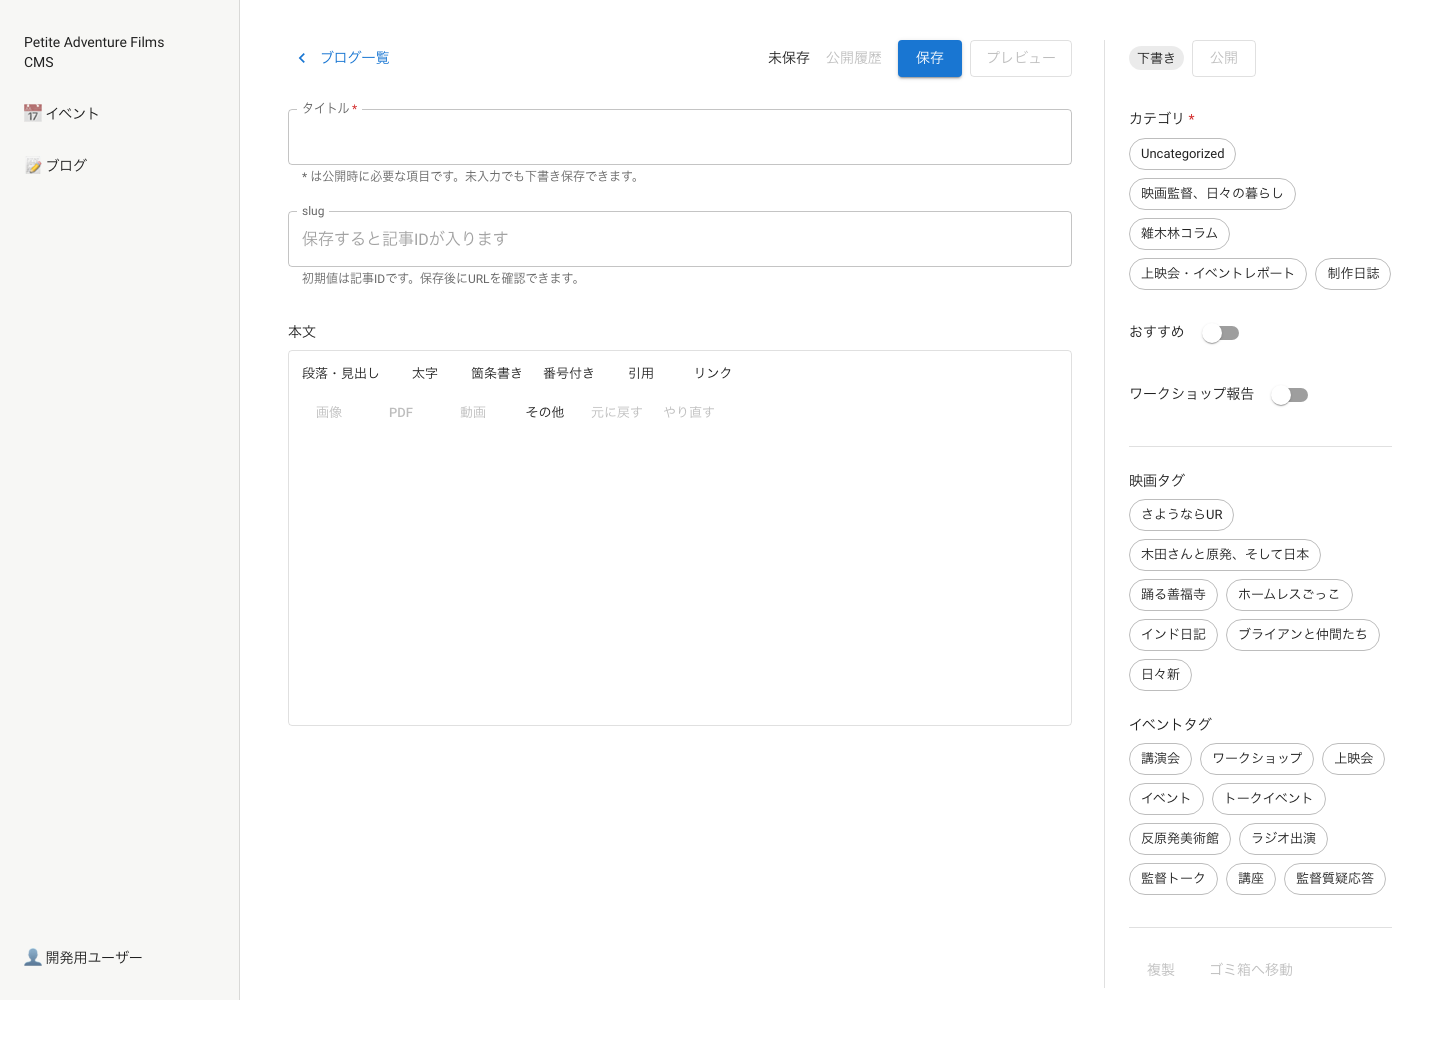 Petite Adventure Films
CMS
イベント
ブログ
開発用ユーザー
ブログ一覧
未保存 公開履歴 保存 プレビュー
タイトル *
* は公開時に必要な項目です。未入力でも下書き保存できます。
slug
保存すると記事IDが入ります
初期値は記事IDです。保存後にURLを確認できます。
本文
段落・見出し 太字 箇条書き 番号付き 引用 リンク
画像 PDF 動画 その他 元に戻す やり直す
下書き 公開
カテゴリ *
Uncategorized
映画監督、日々の暮らし
雑木林コラム
上映会・イベントレポート 制作日誌
おすすめ
ワークショップ報告
映画タグ
さようならUR
木田さんと原発、そして日本
踊る善福寺 ホームレスごっこ
インド日記 ブライアンと仲間たち
日々新
イベントタグ
講演会 ワークショップ 上映会
イベント トークイベント
反原発美術館 ラジオ出演
監督トーク 講座 監督質疑応答
複製 ゴミ箱へ移動